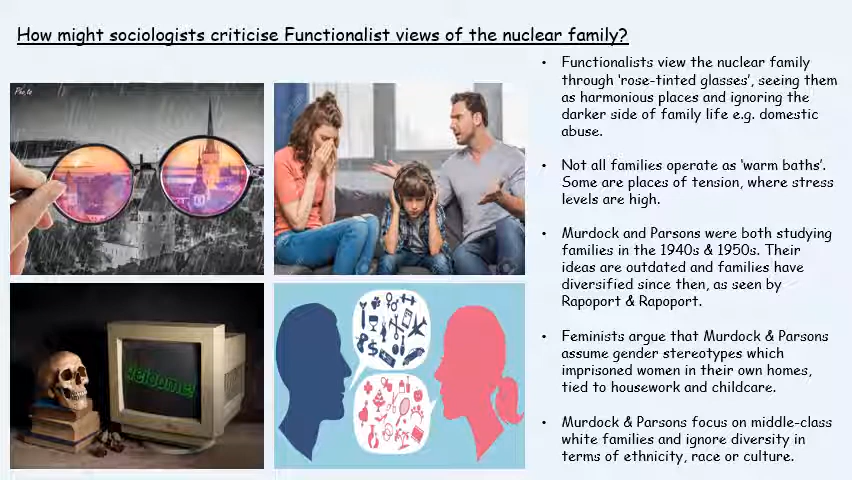 How might sociologists criticise Functionalist views of the nuclear family?
• Functionalists view the nuclear family
through ‘rose-tinted glasses’, seeing them
as harmonious places and ignoring the
darker side of family life e.g. domestic
abuse.
• Not all families operate as ‘warm baths’.
Some are places of tension, where stress
levels are high.
• Murdock and Parsons were both studying
families in the 1940s & 1950s. Their
ideas are outdated and families have
diversified since then, as seen by
Rapoport & Rapoport.
• Feminists argue that Murdock & Parsons
assume gender stereotypes which
imprisoned women in their own homes,
tied to housework and childcare.
• Murdock & Parsons focus on middle-class
white families and ignore diversity in
terms of ethnicity, race or culture.
welcome!